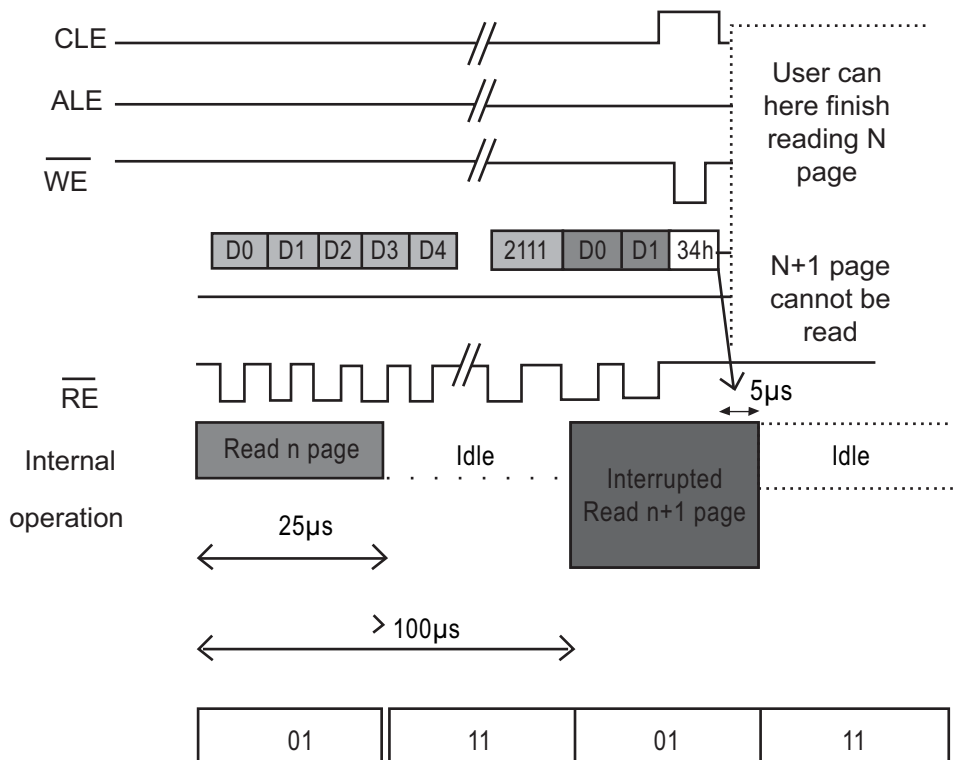 CLE
ALE
WE
User can
here finish
reading N
page
D0 D1 D2 D3 D4 2111 D0 D1 34h
N+1 page
cannot be
read
RE
5µs
Internal
operation
Read n page
Idle
Interrupted
Read n+1 page
Idle
25µs
> 100µs
01 11 01 11